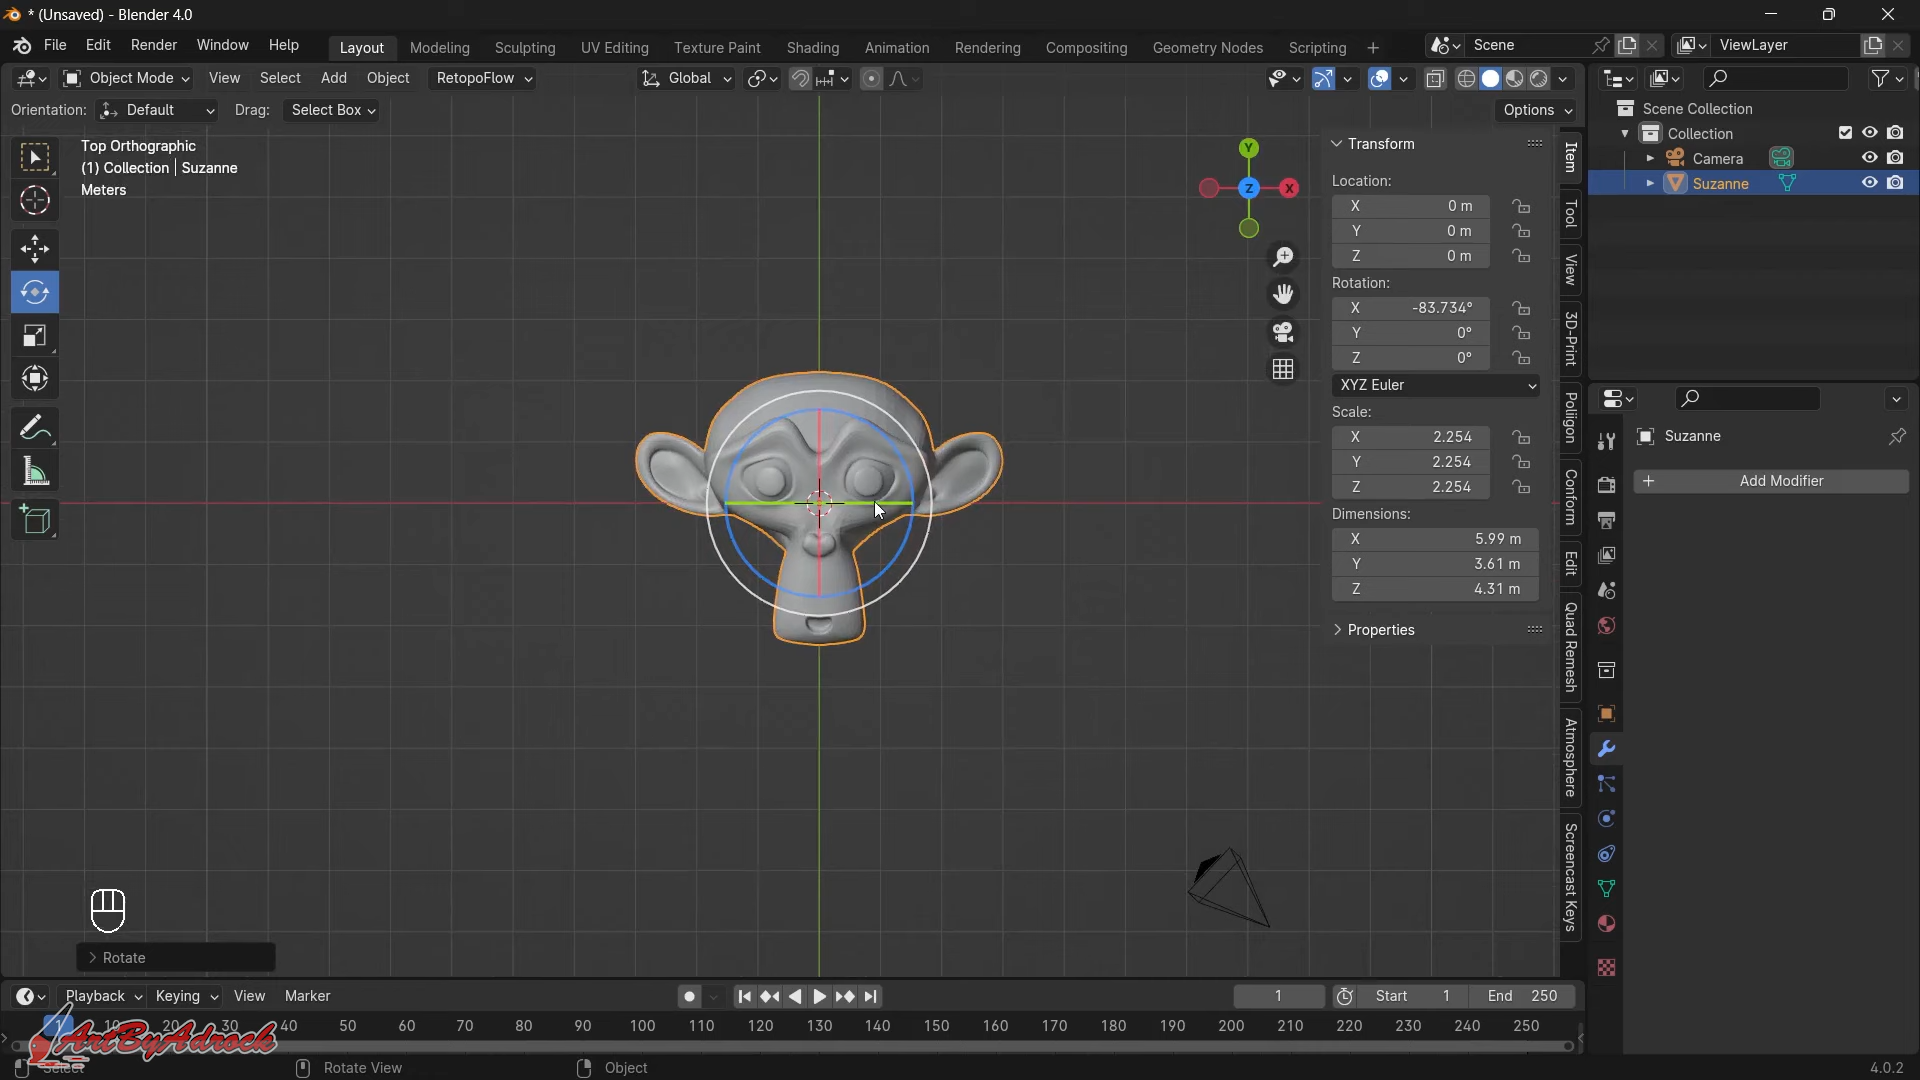 * (Unsaved) - Blender 4.0
File Edit Render Window Help Layout Modeling Sculpting UV Editing Texture Paint Shading Animation Rendering Compositing Geometry Nodes Scripting + Scene ViewLayer
Object Mode View Select Add Object RetopoFlow Global
Orientation: Default Drag: Select Box Options
Top Orthographic
(1) Collection | Suzanne
Meters
Y
X
Z
Transform
Location:
X 0 m
Y 0 m
Z 0 m
Rotation:
X -83.734°
Y 0°
Z 0°
XYZ Euler
Scale:
X 2.254
Y 2.254
Z 2.254
Dimensions:
X 5.99 m
Y 3.61 m
Z 4.31 m
Properties
Item
Tool
View
3D-Print
Poliigon
Conform
Edit
Quad Remesh
Atmosphere
Screencast Keys
Scene Collection
Collection
Camera
Suzanne
Suzanne
+ Add Modifier
Rotate
Playback Keying View Marker 1 Start 1 End 250
1 10 20 30 40 50 60 70 80 90 100 110 120 130 140 150 160 170 180 190 200 210 220 230 240 250
ArtByAdrock
Select Rotate View Object 4.0.2